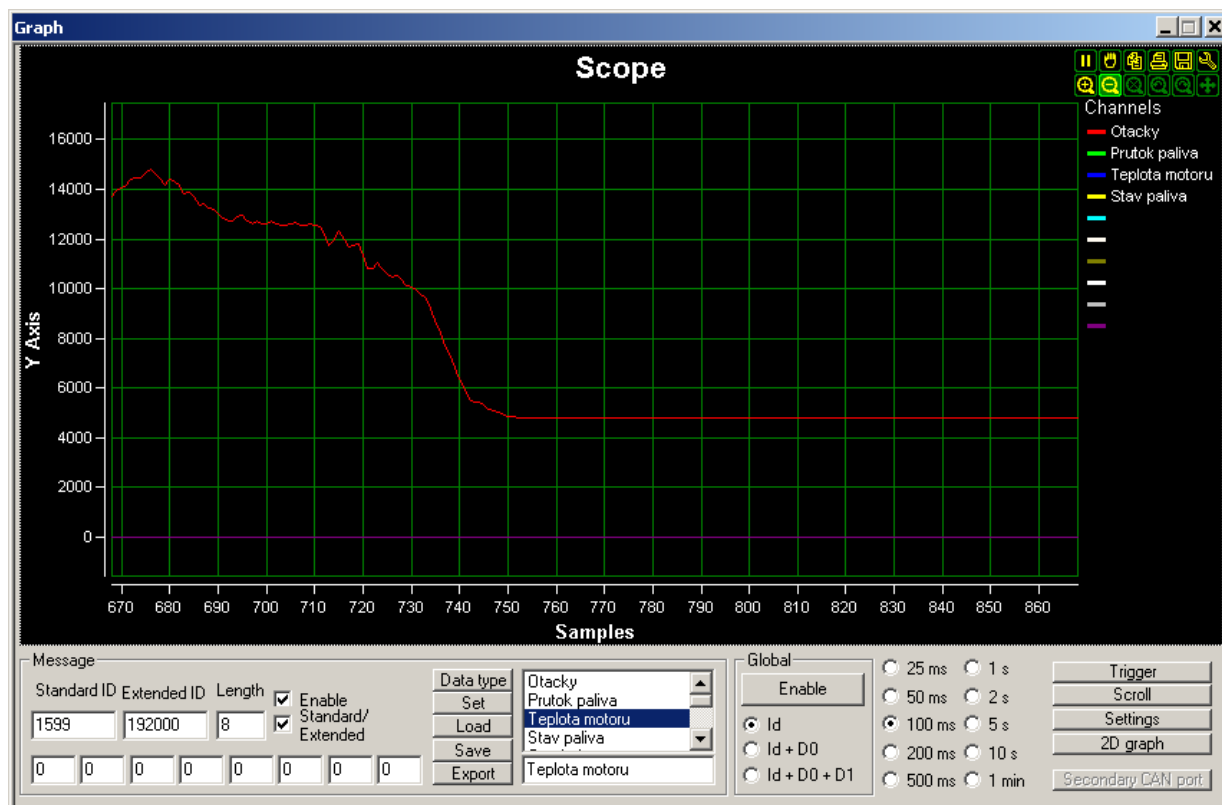 Graph
Scope
Channels
Otacky
Prutok paliva
Teplota motoru
Stav paliva
Y Axis
16000
14000
12000
10000
8000
6000
4000
2000
0
670 680 690 700 710 720 730 740 750 760 770 780 790 800 810 820 830 840 850 860
Samples
Message
Standard ID Extended ID Length
1599 192000 8
Enable
Standard/
Extended
0 0 0 0 0 0 0 0
Data type
Set
Load
Save
Export
Otacky
Prutok paliva
Teplota motoru
Stav paliva
Teplota motoru
Global
Enable
Id
Id + D0
Id + D0 + D1
25 ms 1 s
50 ms 2 s
100 ms 5 s
200 ms 10 s
500 ms 1 min
Trigger
Scroll
Settings
2D graph
Secondary CAN port